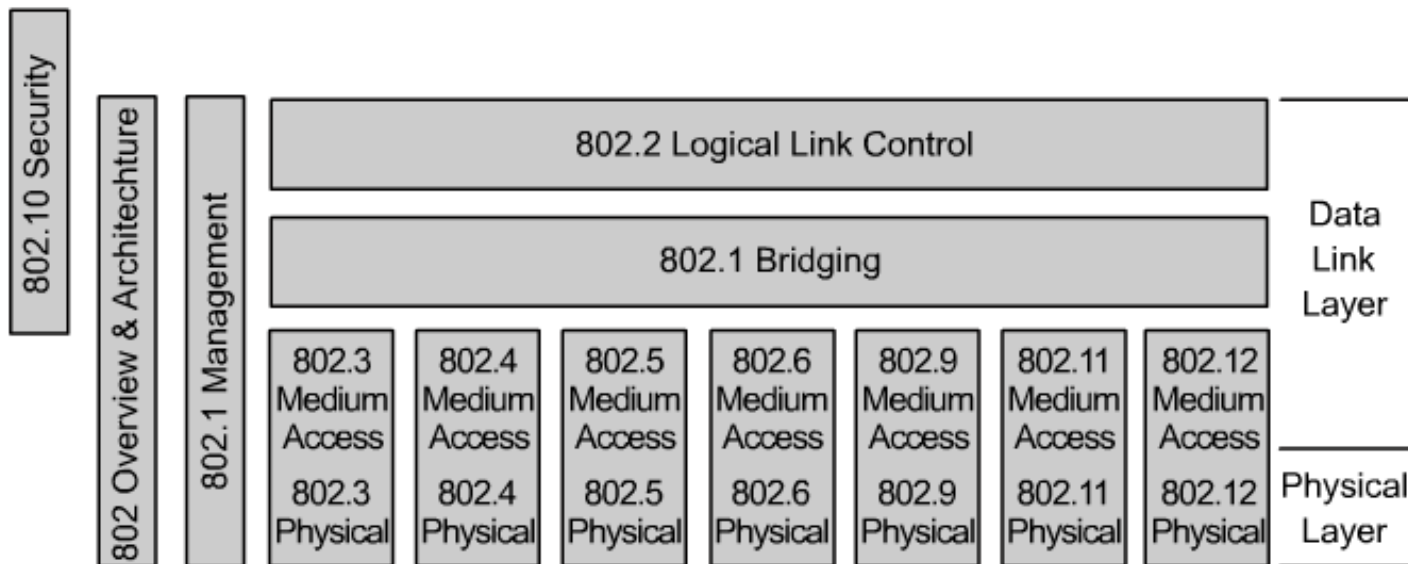 802.10 Security
802 Overview & Architechture
802.1 Management
802.2 Logical Link Control
802.1 Bridging
Data
Link
Layer
802.3
Medium
Access
802.3
Physical
802.4
Medium
Access
802.4
Physical
802.5
Medium
Access
802.5
Physical
802.6
Medium
Access
802.6
Physical
802.9
Medium
Access
802.9
Physical
802.11
Medium
Access
802.11
Physical
802.12
Medium
Access
802.12
Physical
Physical
Layer